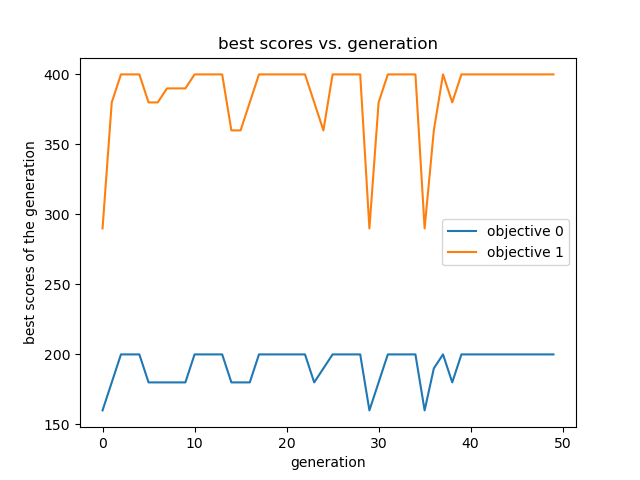 best scores vs. generation
best scores of the generation
400
350
300
250
200
150
objective 0
objective 1
0 10 20 30 40 50
generation